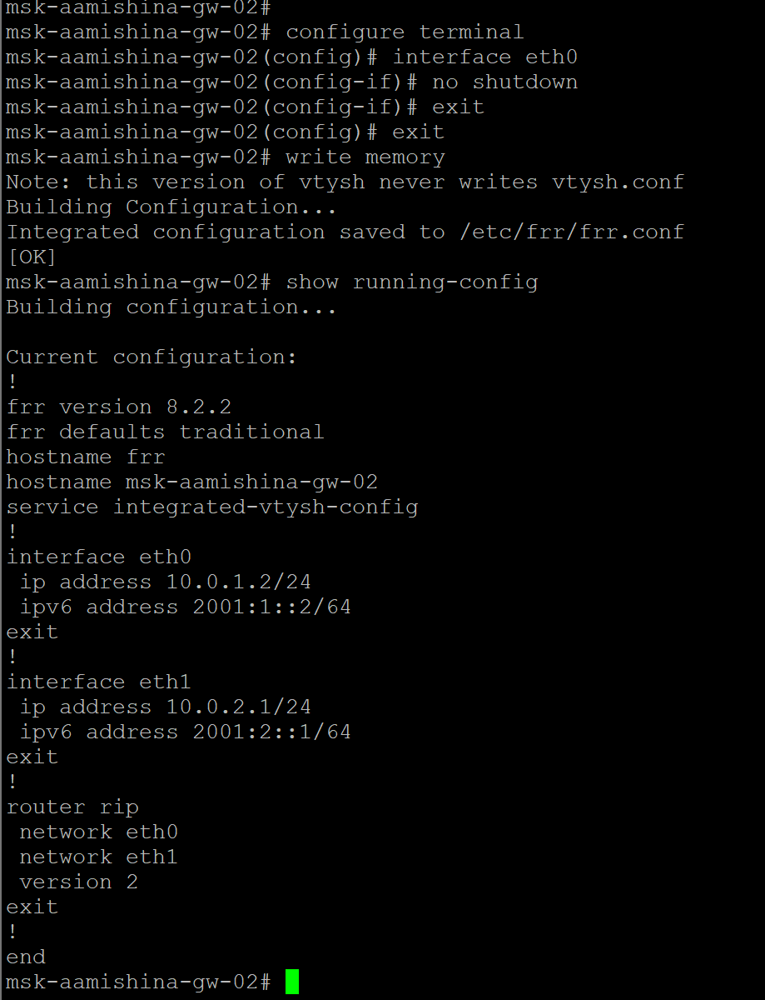 msk-aamishina-gw-02#
msk-aamishina-gw-02# configure terminal
msk-aamishina-gw-02(config)# interface eth0
msk-aamishina-gw-02(config-if)# no shutdown
msk-aamishina-gw-02(config-if)# exit
msk-aamishina-gw-02(config)# exit
msk-aamishina-gw-02# write memory
Note: this version of vtysh never writes vtysh.conf
Building Configuration...
Integrated configuration saved to /etc/frr/frr.conf
[OK]
msk-aamishina-gw-02# show running-config
Building configuration...

Current configuration:
!
frr version 8.2.2
frr defaults traditional
hostname frr
hostname msk-aamishina-gw-02
service integrated-vtysh-config
!
interface eth0
 ip address 10.0.1.2/24
 ipv6 address 2001:1::2/64
exit
!
interface eth1
 ip address 10.0.2.1/24
 ipv6 address 2001:2::1/64
exit
!
router rip
 network eth0
 network eth1
 version 2
exit
!
end
msk-aamishina-gw-02#